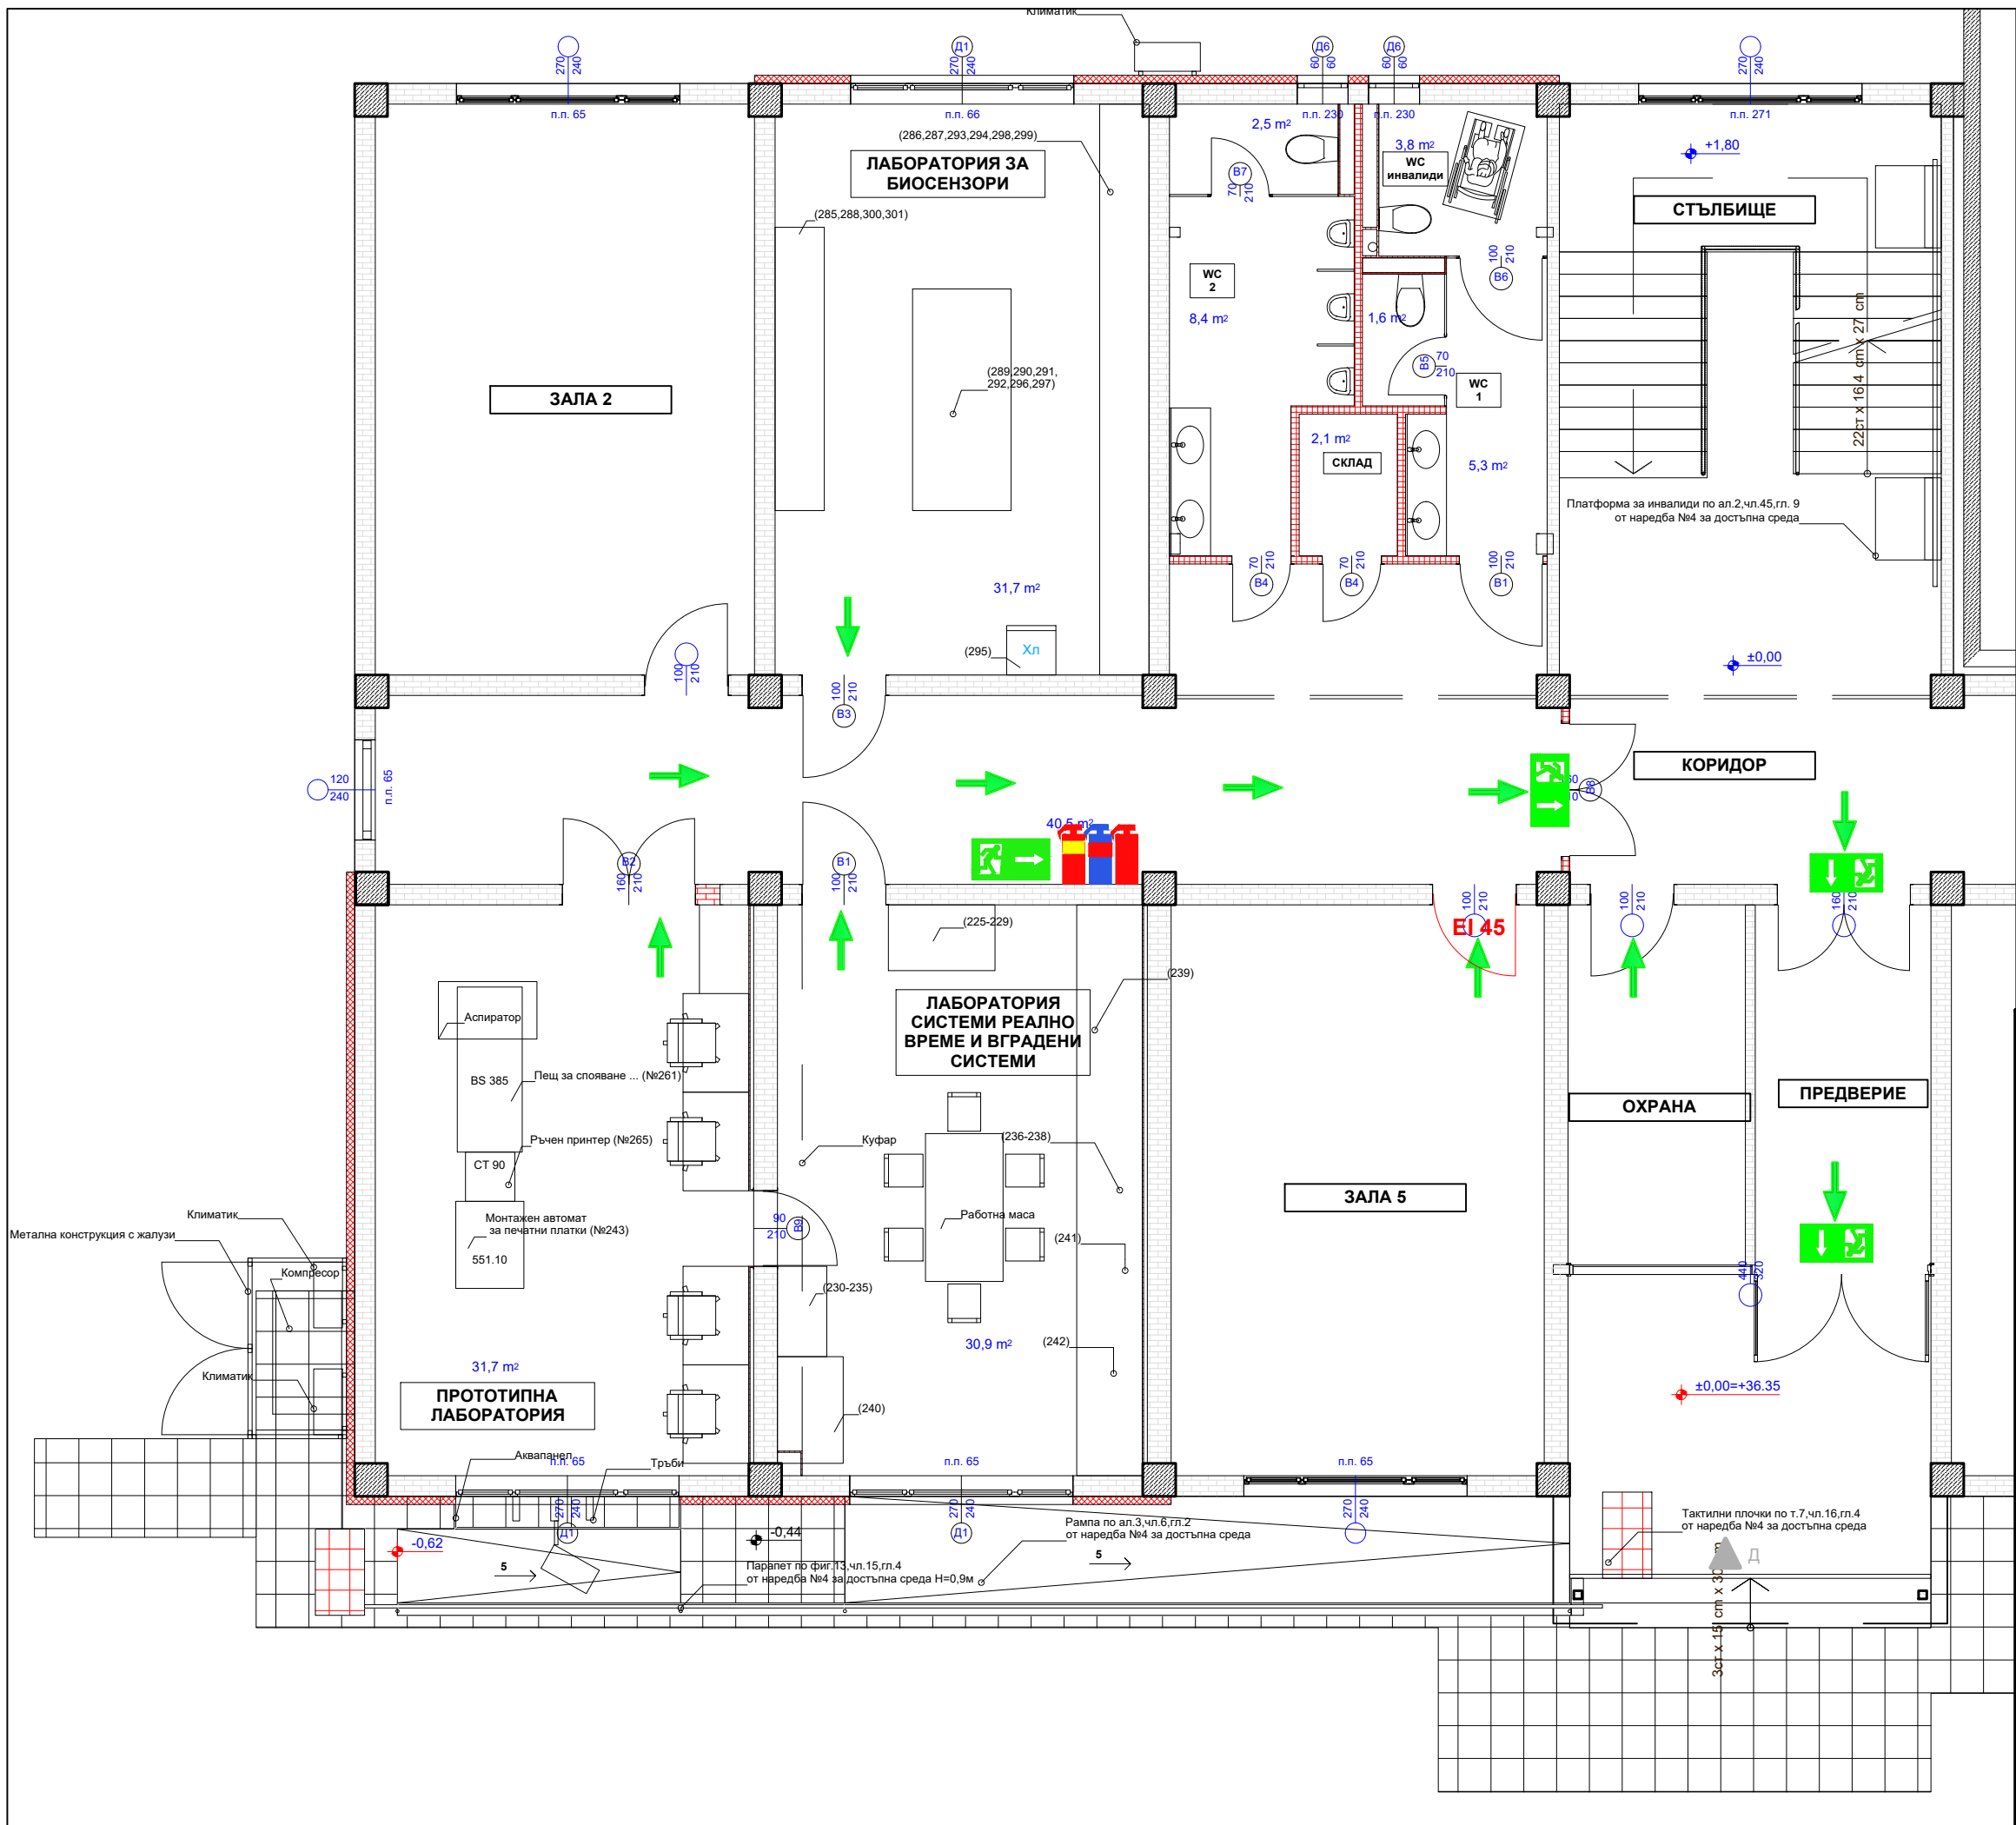 Климатик
270
240
Д1
270
240
Д6
60
60
Д6
60
60
270
240
п.п. 65
п.п. 66
п.п. 230
п.п. 230
п.п. 271
(286,287,293,294,298,299)
ЛАБОРАТОРИЯ ЗА
БИОСЕНЗОРИ
2,5 m²
3,8 m²
WC
инвалиди
+1,80
В7
70
210
СТЪЛБИЩЕ
(285,288,300,301)
WC
2
8,4 m²
1,6 m²
100
210
В6
22ст x 16,4 cm x 27 cm
(289,290,291,
292,296,297)
ЗАЛА 2
В5
70
210
WC
1
2,1 m²
СКЛАД
5,3 m²
Платформа за инвалиди по ал.2,чл.45,гл. 9
от наредба №4 за достъпна среда
70
210
В4
70
210
В4
100
210
В1
31,7 m²
(295)
Хл
±0,00
100
210
100
210
В3
КОРИДОР
120
240
п.п. 65
В8
40,5 m²
В2
160
210
В1
100
210
100
210
EI 45
100
210
160
210
(225-229)
(239)
ЛАБОРАТОРИЯ
СИСТЕМИ РЕАЛНО
ВРЕМЕ И ВГРАДЕНИ
СИСТЕМИ
Аспиратор
BS 385
Пещ за спояване ... (№261)
ОХРАНА
ПРЕДВЕРИЕ
Ръчен принтер (№265)
Куфар
(236-238)
СТ 90
ЗАЛА 5
Климатик
Монтажен автомат
за печатни платки (№243)
90
210
В9
Работна маса
Метална конструкция с жалузи
(241)
551.10
Компресор
(230-235)
440
320
30,9 m²
(242)
31,7 m²
Климатик
±0,00=+36.35
ПРОТОТИПНА
ЛАБОРАТОРИЯ
(240)
Аквапанел
п.п. 65
Тръби
п.п. 65
п.п. 65
270
240
Д1
270
240
Д1
270
240
-0,62
-0,44
Рампа по ал.3,чл.6,гл.2
от наредба №4 за достъпна среда
Тактилни плочки по т.7,чл.16,гл.4
от наредба №4 за достъпна среда
5
5
Парапет по фиг.13,чл.15,гл.4
от наредба №4 за достъпна среда Н=0,9м
Д
3ст x 15 cm x 30 cm